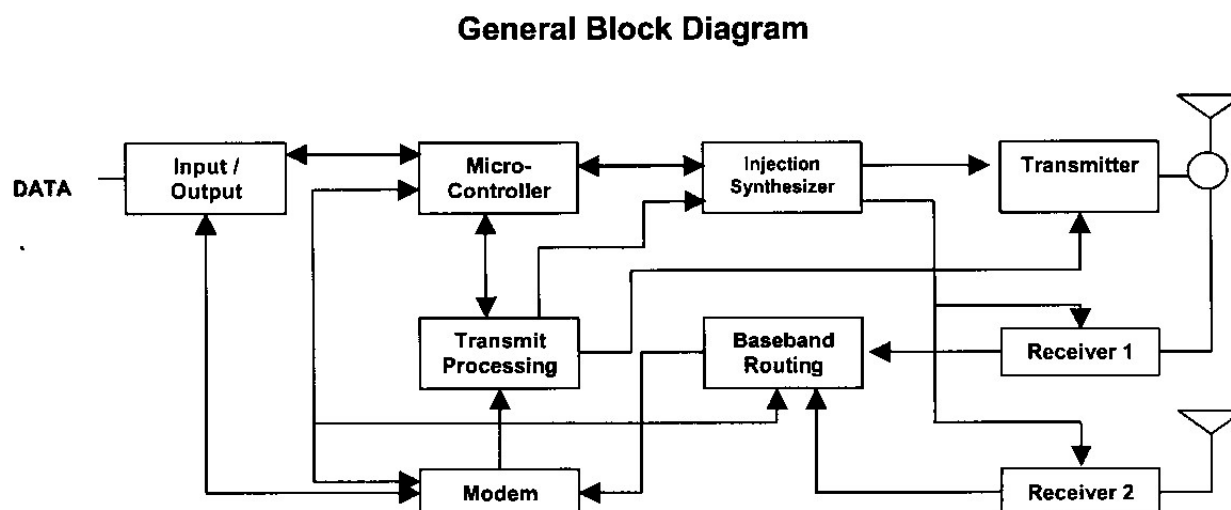 General Block Diagram
DATA
Input /
Output
Micro-
Controller
Injection
Synthesizer
Transmitter
Transmit
Processing
Baseband
Routing
Receiver 1
Modem
Receiver 2